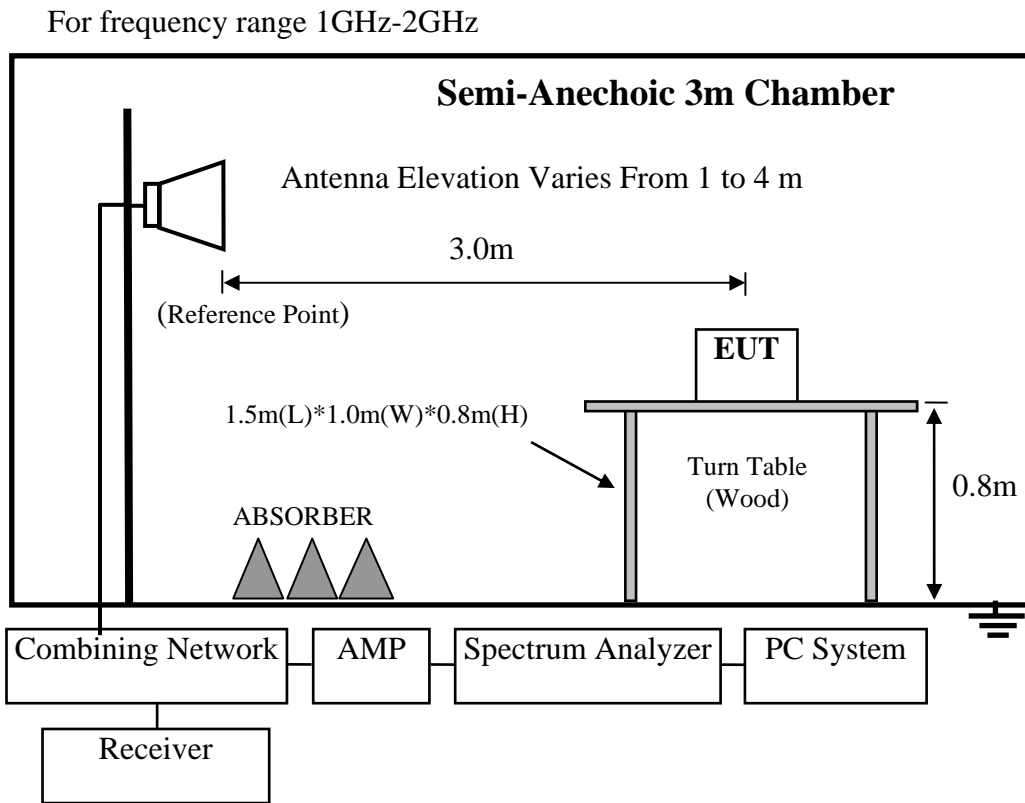 For frequency range 1GHz-2GHz
Semi-Anechoic 3m Chamber
Antenna Elevation Varies From 1 to 4 m
3.0m
(Reference Point)
EUT
1.5m(L)*1.0m(W)*0.8m(H)
Turn Table
(Wood)
0.8m
ABSORBER
Combining Network
AMP
Spectrum Analyzer
PC System
Receiver